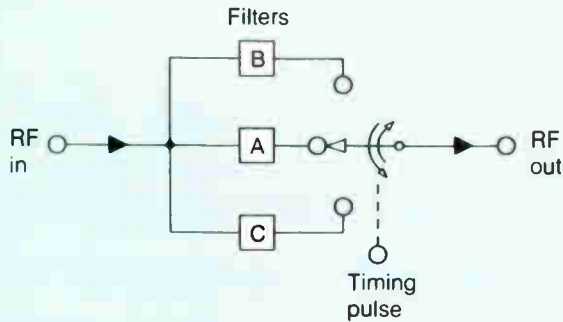 Filters
B
RF
in
A
RF
out
C
Timing
pulse